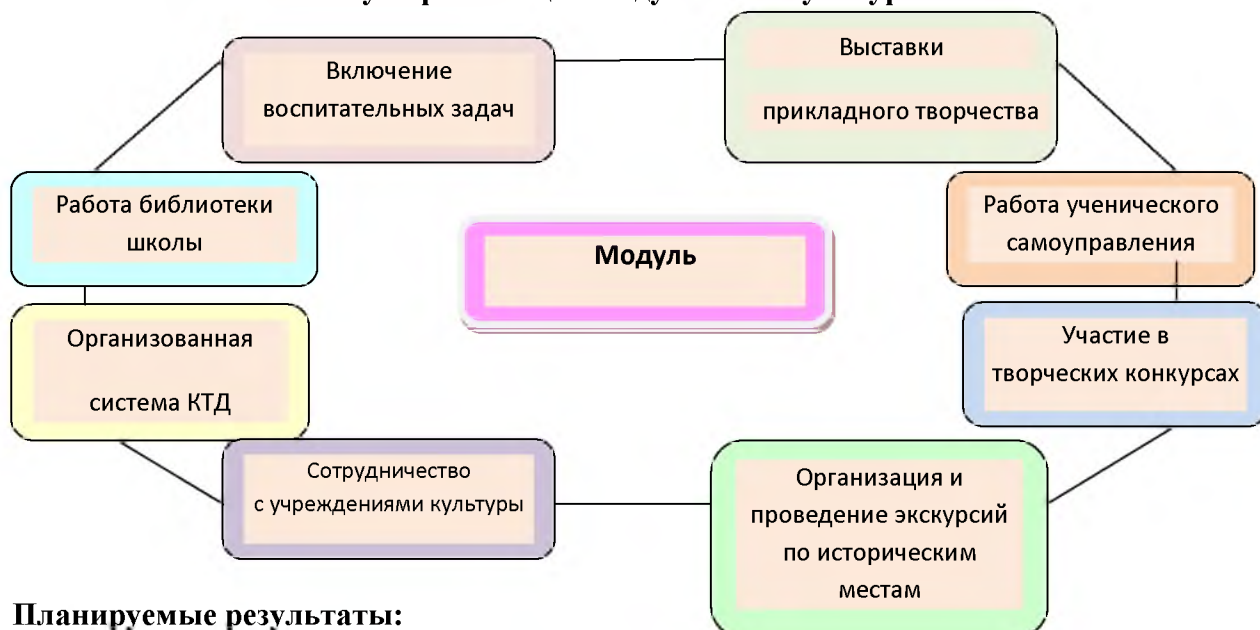 Включение
воспитательных задач
Выставки
прикладного творчества
Работа библиотеки
школы
Модуль
Работа ученического
самоуправления
Организованная
система КТД
Участие в
творческих конкурсах
Сотрудничество
с учреждениями культуры
Организация и
проведение экскурсий
по историческим
местам
Планируемые результаты: